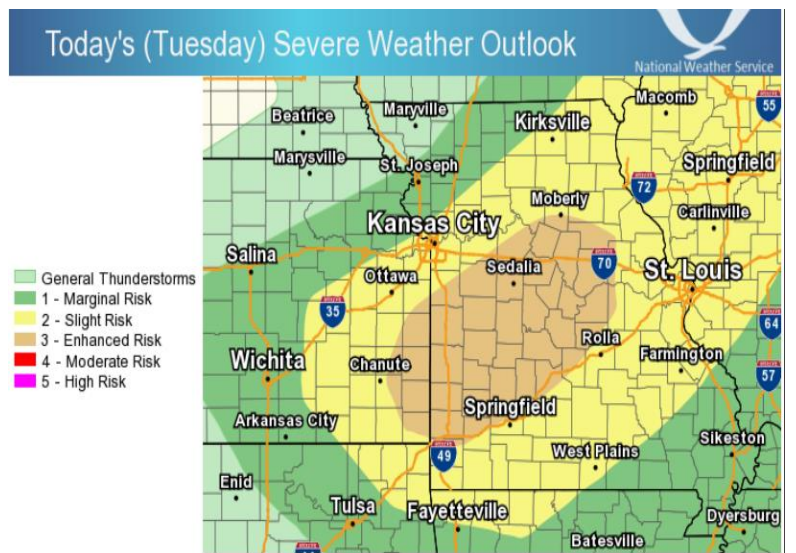 Today's (Tuesday) Severe Weather Outlook
National Weather Service
General Thunderstorms
1 - Marginal Risk
2 - Slight Risk
3 - Enhanced Risk
4 - Moderate Risk
5 - High Risk
Beatrice
Maryville
Macomb
55
Kirksville
Marysville
St. Joseph
Springfield
72
Moberly
Carlinville
Kansas City
Salina
Sedalia
70
St. Louis
Ottawa
35
64
Rolla
Farmington
Wichita
Chanute
57
Springfield
Arkansas City
Sikeston
49
West Plains
Enid
Tulsa
Fayetteville
Dyersburg
Batesville